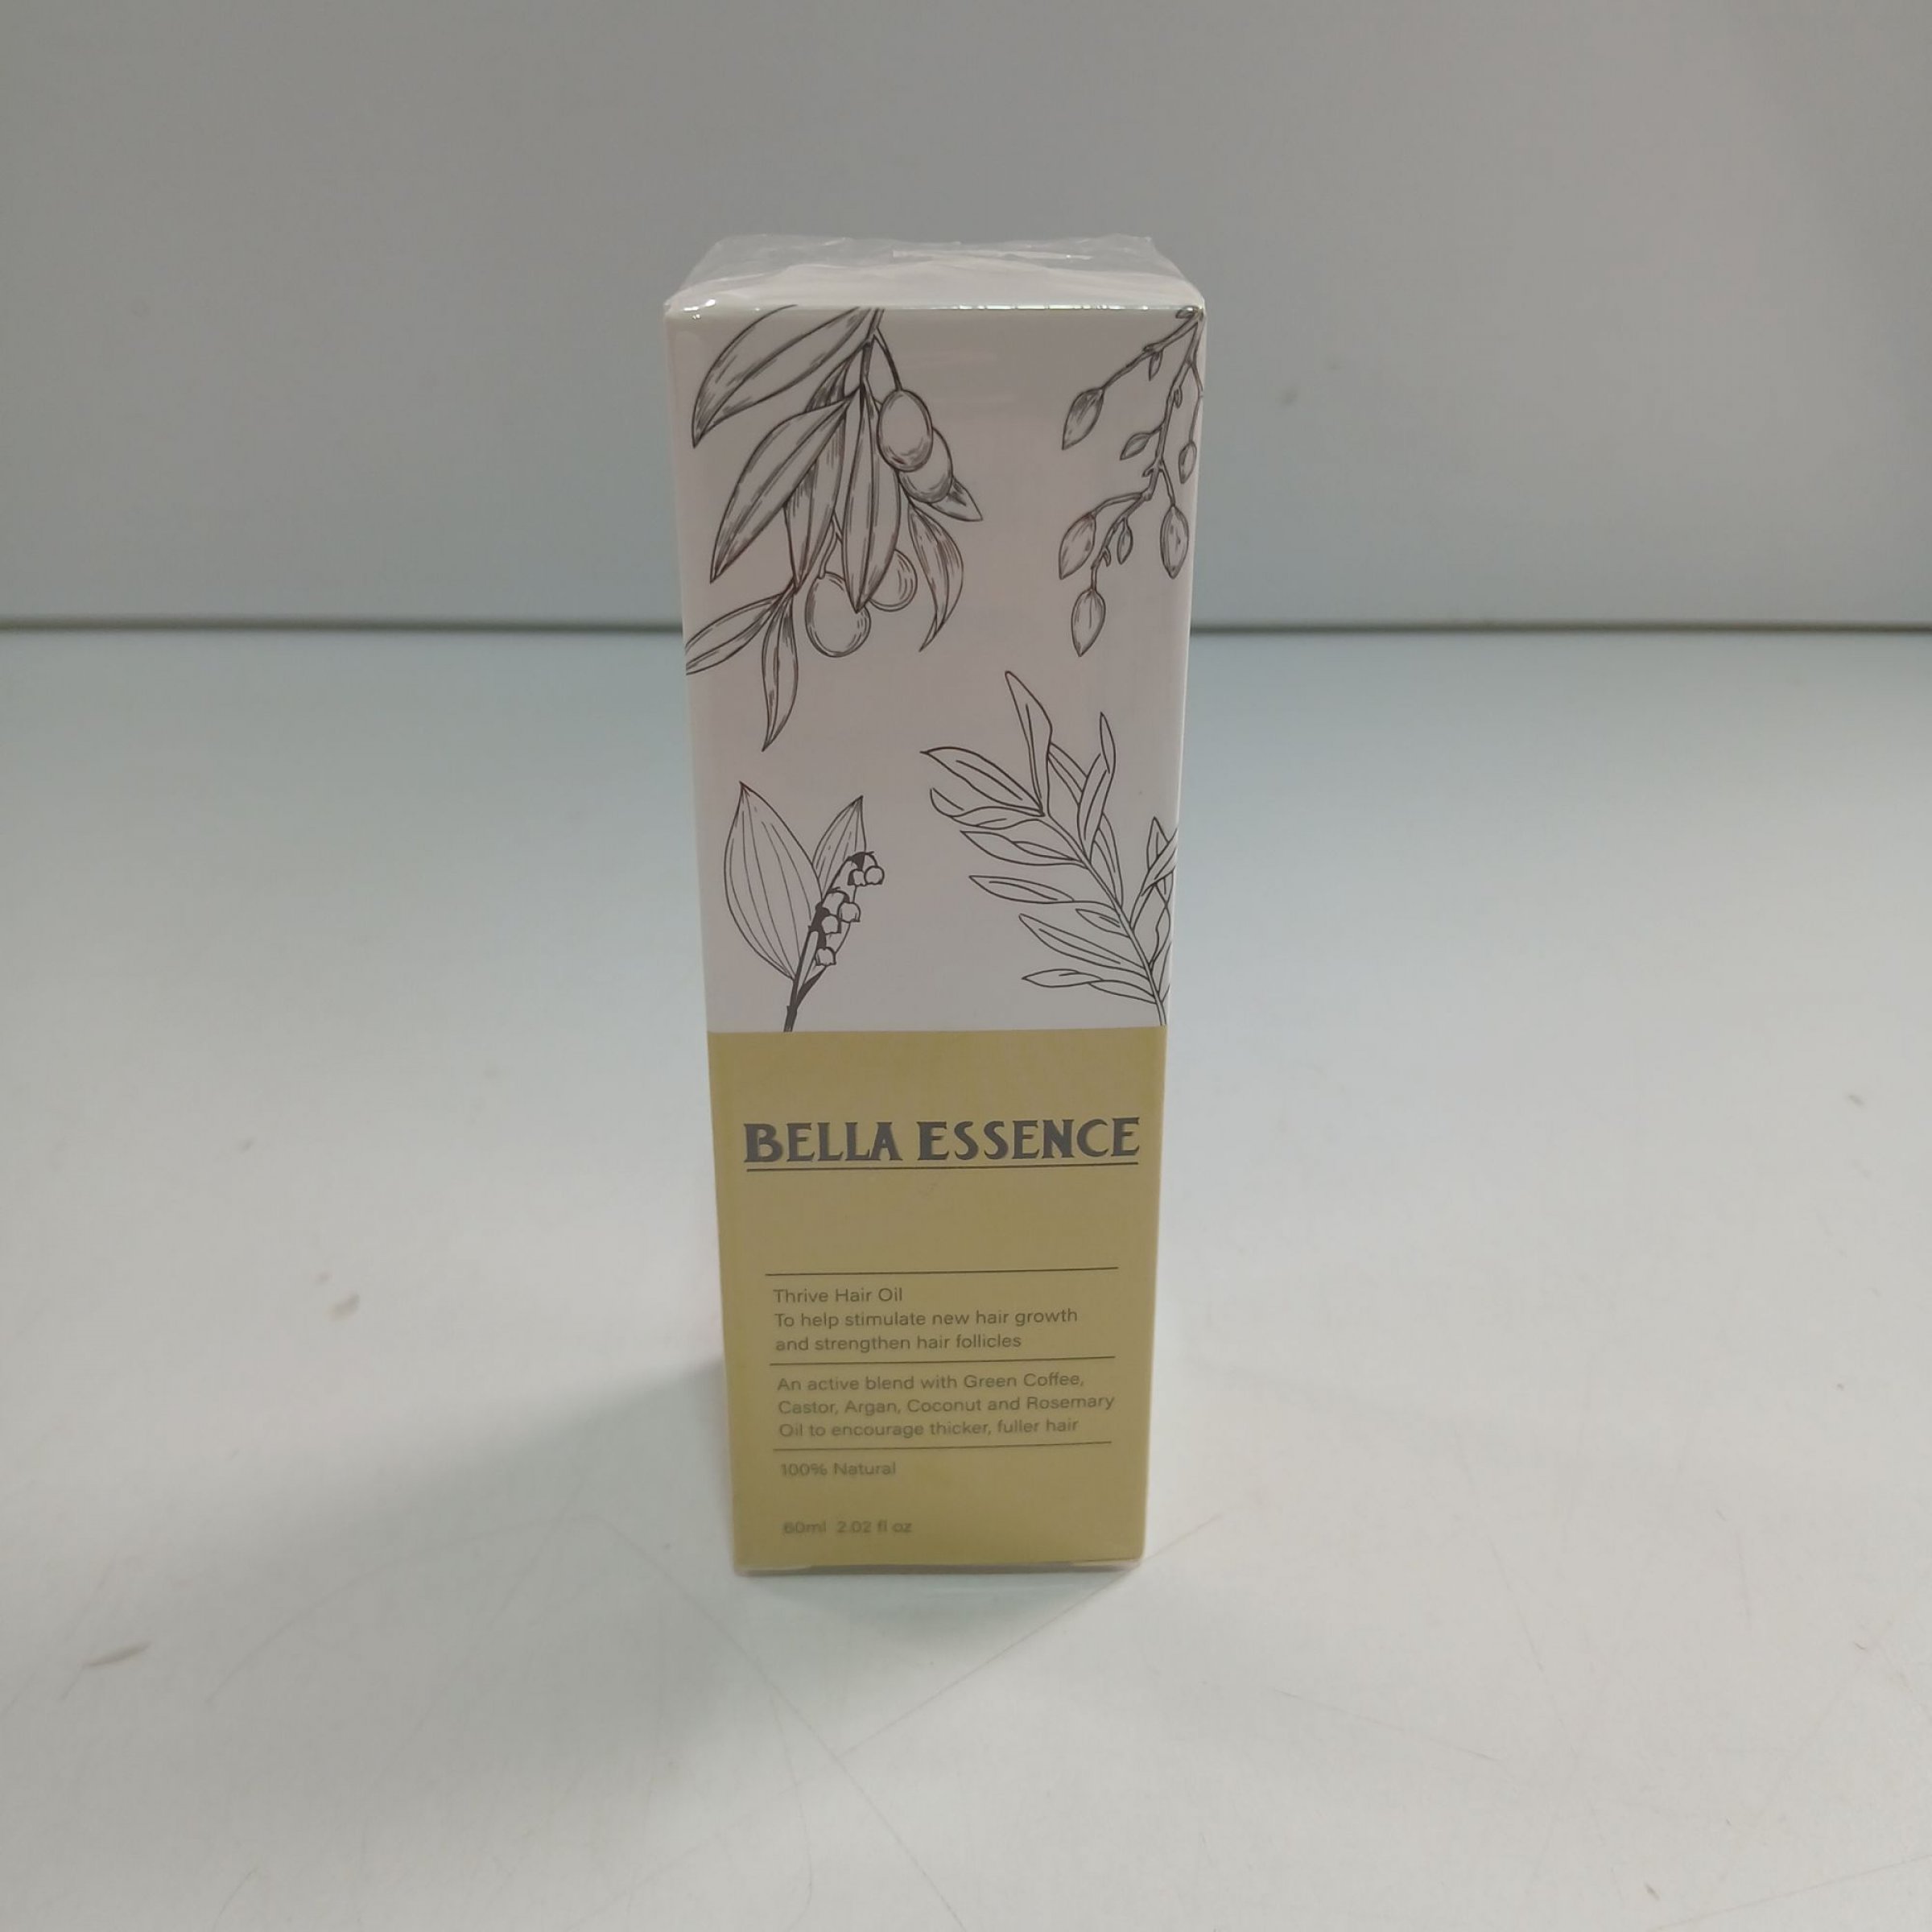 BELLA ESSENCE
Thrive Hair Oil
To help stimulate new hair growth
and strengthen hair follicles
An active blend with Green Coffee,
Castor, Argan, Coconut and Rosemary
Oil to encourage thicker, fuller hair
100% Natural
60ml 2.02 fl oz